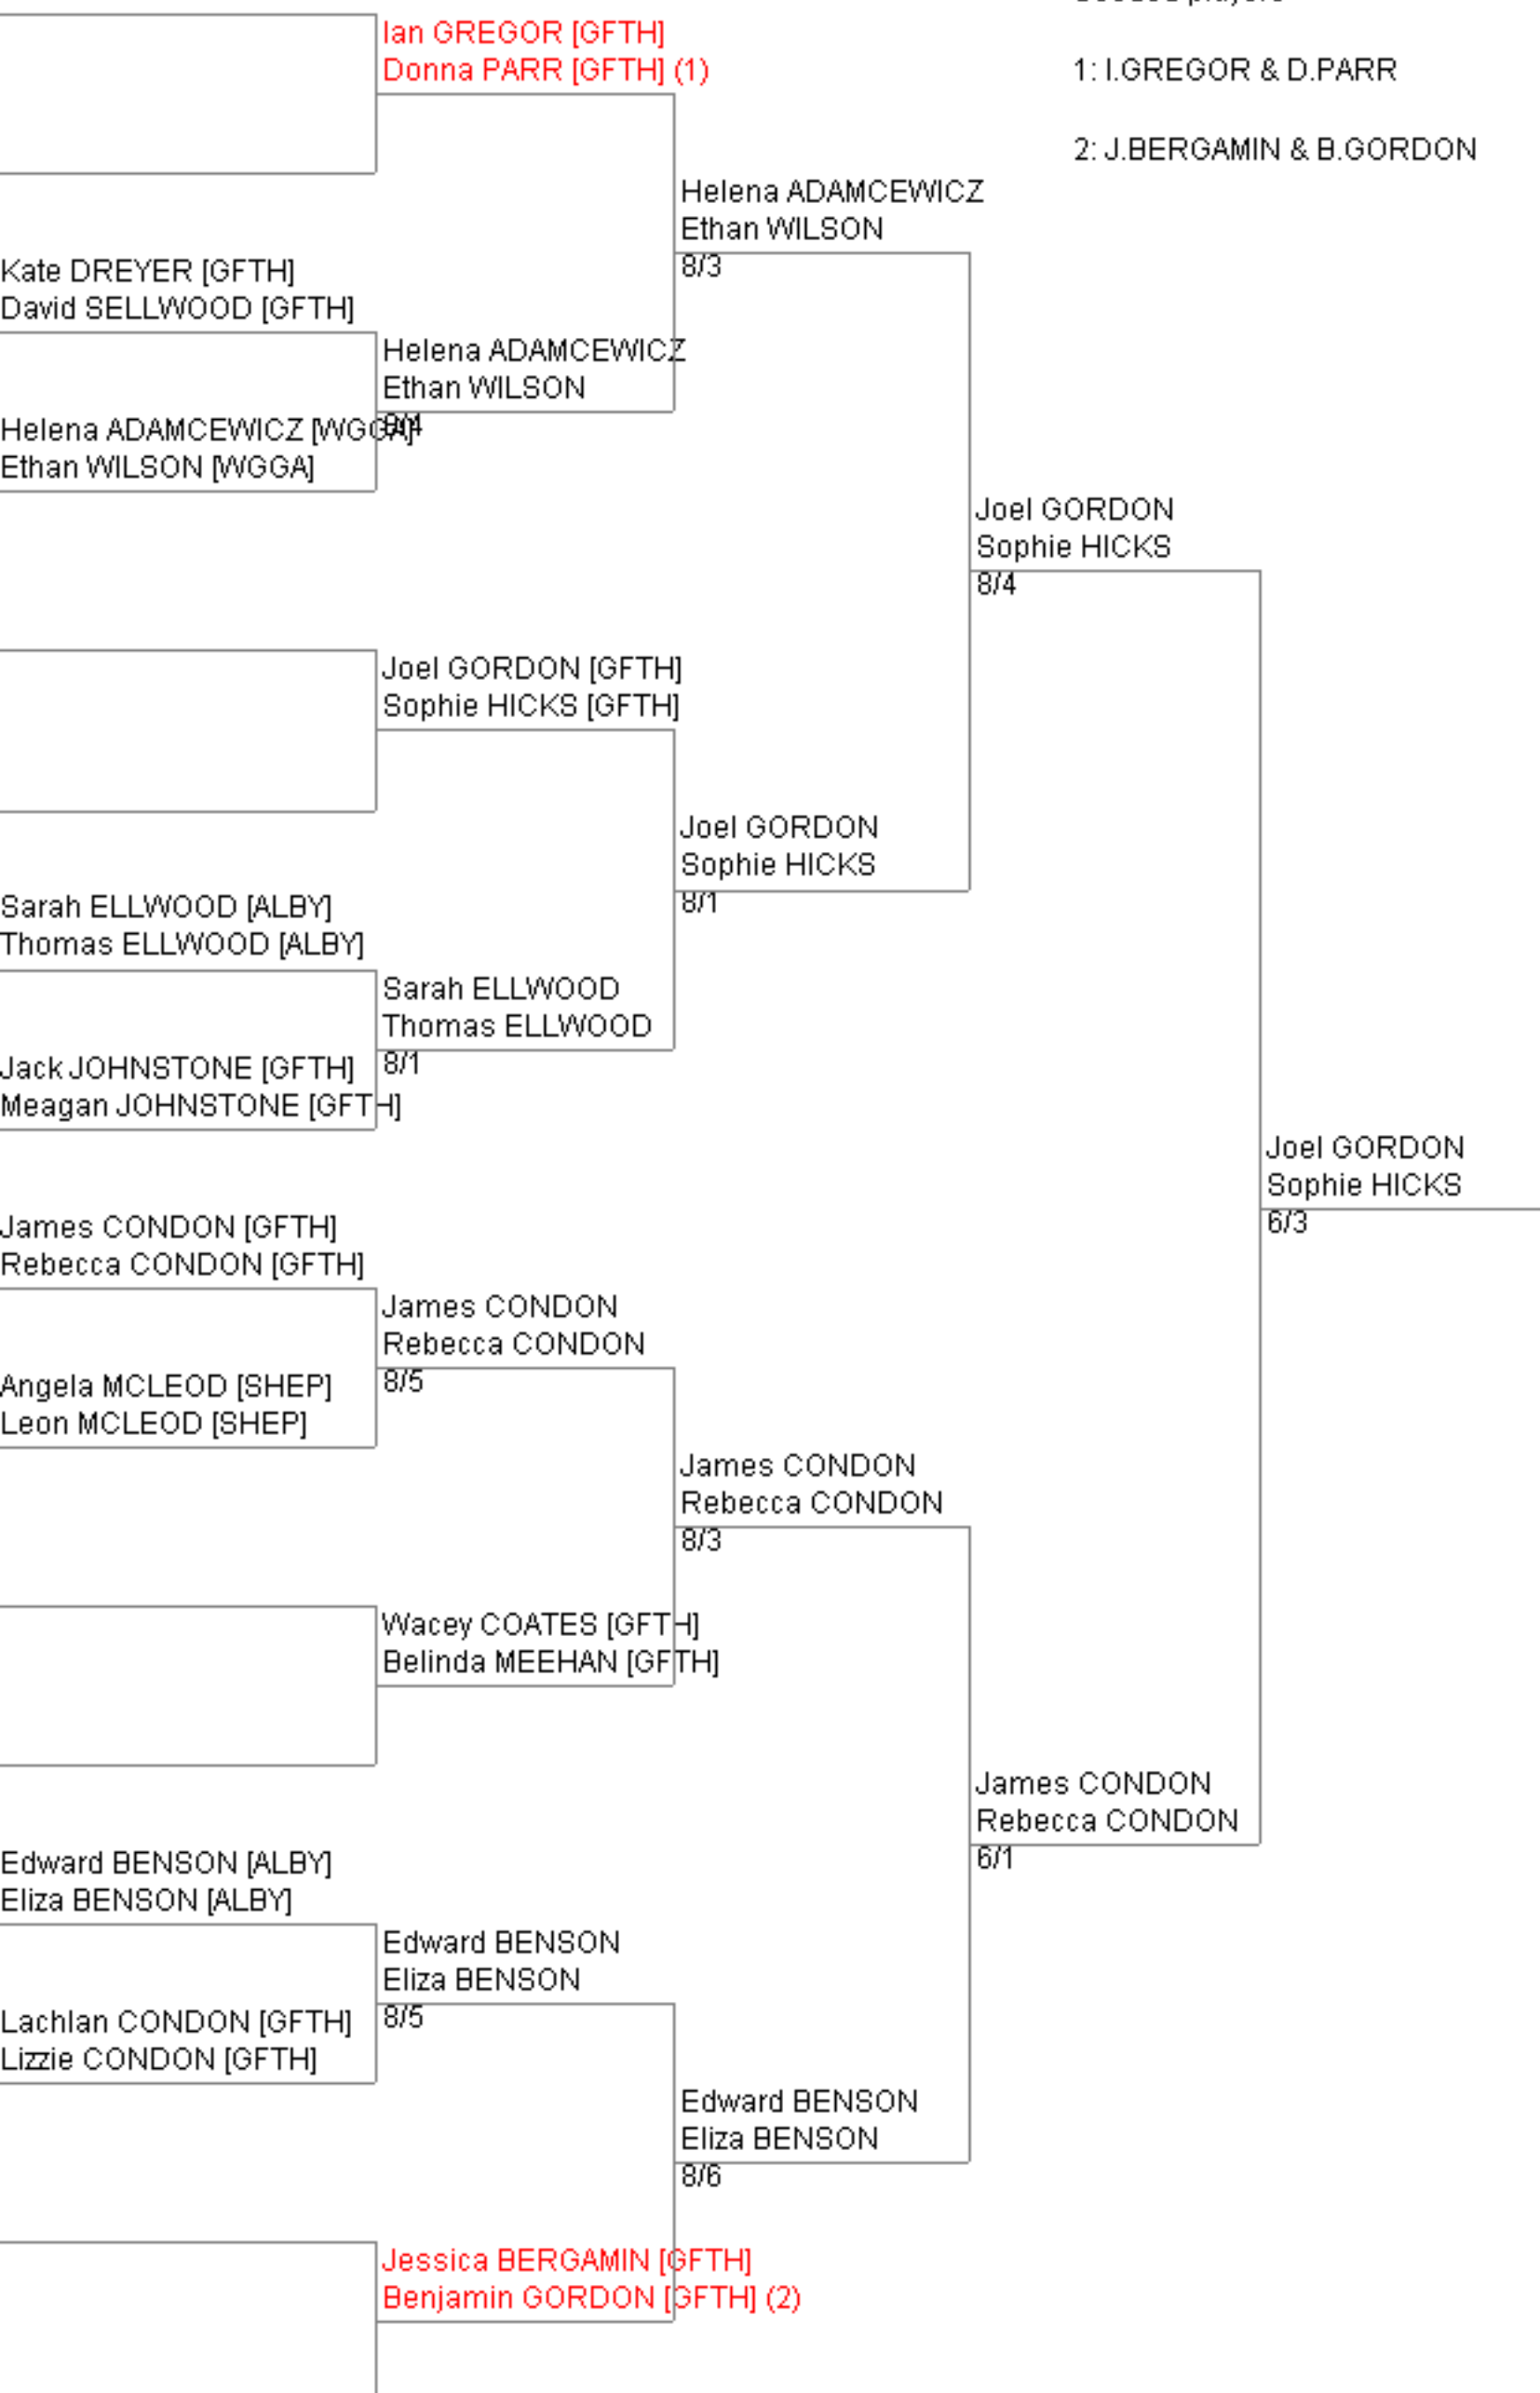 1: I.GREGOR & D.PARR
2: J.BERGAMIN & B.GORDON
Kate DREYER [GFTH]
David SELLWOOD [GFTH]
Helena ADAMCEWICZ [WGGA]
Ethan WILSON [WGGA]
Sarah ELLWOOD [ALBY]
Thomas ELLWOOD [ALBY]
Jack JOHNSTONE [GFTH]
Meagan JOHNSTONE [GFTH]
James CONDON [GFTH]
Rebecca CONDON [GFTH]
Angela MCLEOD [SHEP]
Leon MCLEOD [SHEP]
Edward BENSON [ALBY]
Eliza BENSON [ALBY]
Lachlan CONDON [GFTH]
Lizzie CONDON [GFTH]
Ian GREGOR [GFTH]
Donna PARR [GFTH] (1)
Helena ADAMCEWICZ
Ethan WILSON
Joel GORDON [GFTH]
Sophie HICKS [GFTH]
Sarah ELLWOOD
Thomas ELLWOOD
8/1
James CONDON
Rebecca CONDON
8/5
Wacey COATES [GFTH]
Belinda MEEHAN [GFTH]
Edward BENSON
Eliza BENSON
8/5
Jessica BERGAMIN [GFTH]
Benjamin GORDON [GFTH] (2)
Helena ADAMCEWICZ
Ethan WILSON
8/3
Joel GORDON
Sophie HICKS
8/1
James CONDON
Rebecca CONDON
8/3
Edward BENSON
Eliza BENSON
8/6
Joel GORDON
Sophie HICKS
8/4
James CONDON
Rebecca CONDON
6/1
Joel GORDON
Sophie HICKS
6/3